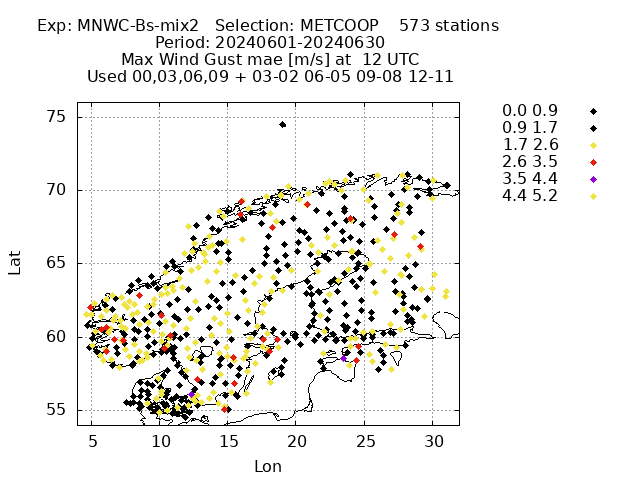 Exp: MNWC-Bs-mix2 Selection: METCOOP 573 stations
Period: 20240601-20240630
Max Wind Gust mae [m/s] at 12 UTC
Used 00,03,06,09 + 03-02 06-05 09-08 12-11
0.0 0.9
0.9 1.7
1.7 2.6
2.6 3.5
3.5 4.4
4.4 5.2
75
70
65
60
55
Lat
5 10 15 20 25 30
Lon